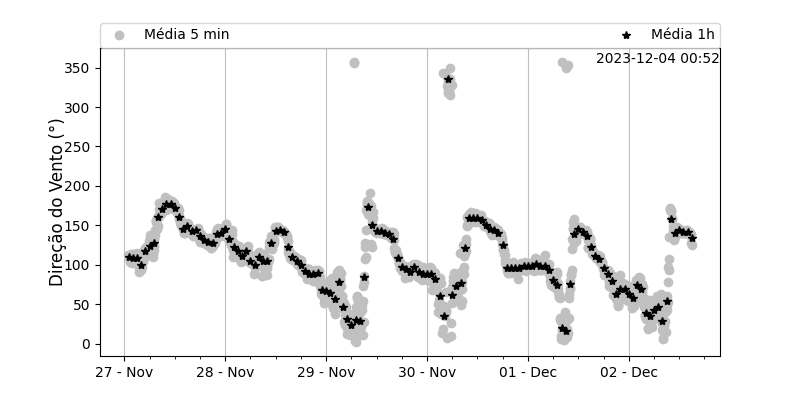 Média 5 min
Média 1h
2023-12-04 00:52
Direção do Vento (°)
350
300
250
200
150
100
50
0
27 - Nov
28 - Nov
29 - Nov
30 - Nov
01 - Dec
02 - Dec